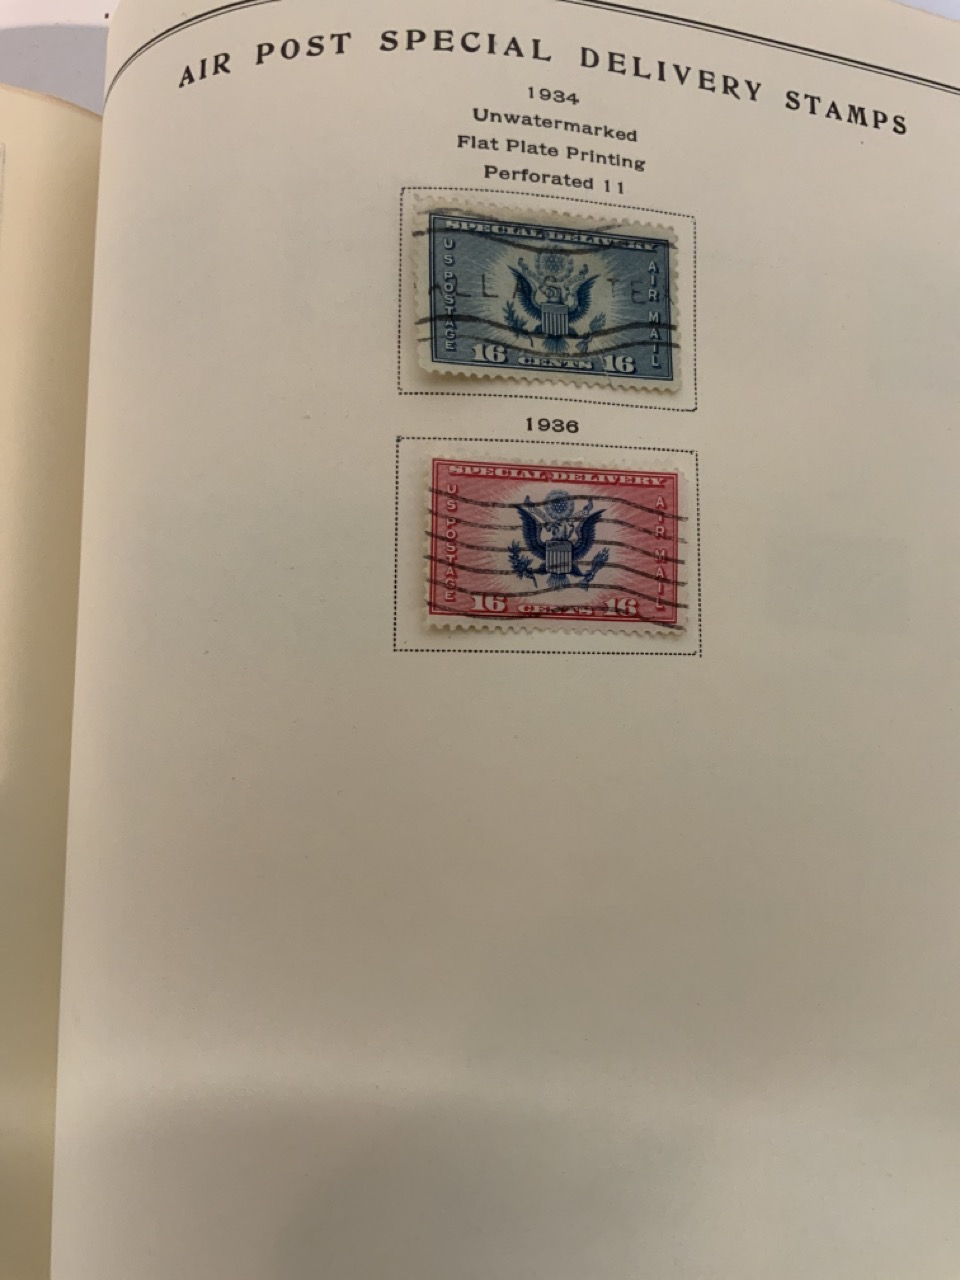 AIR POST SPECIAL DELIVERY STAMPS
1934
Unwatermarked
Flat Plate Printing
Perforated 11
SPECIAL DELIVERY
US POSTAGE
AIR MAIL
16 CENTS 16
1936
SPECIAL DELIVERY
US POSTAGE
AIR MAIL
16 CENTS 16